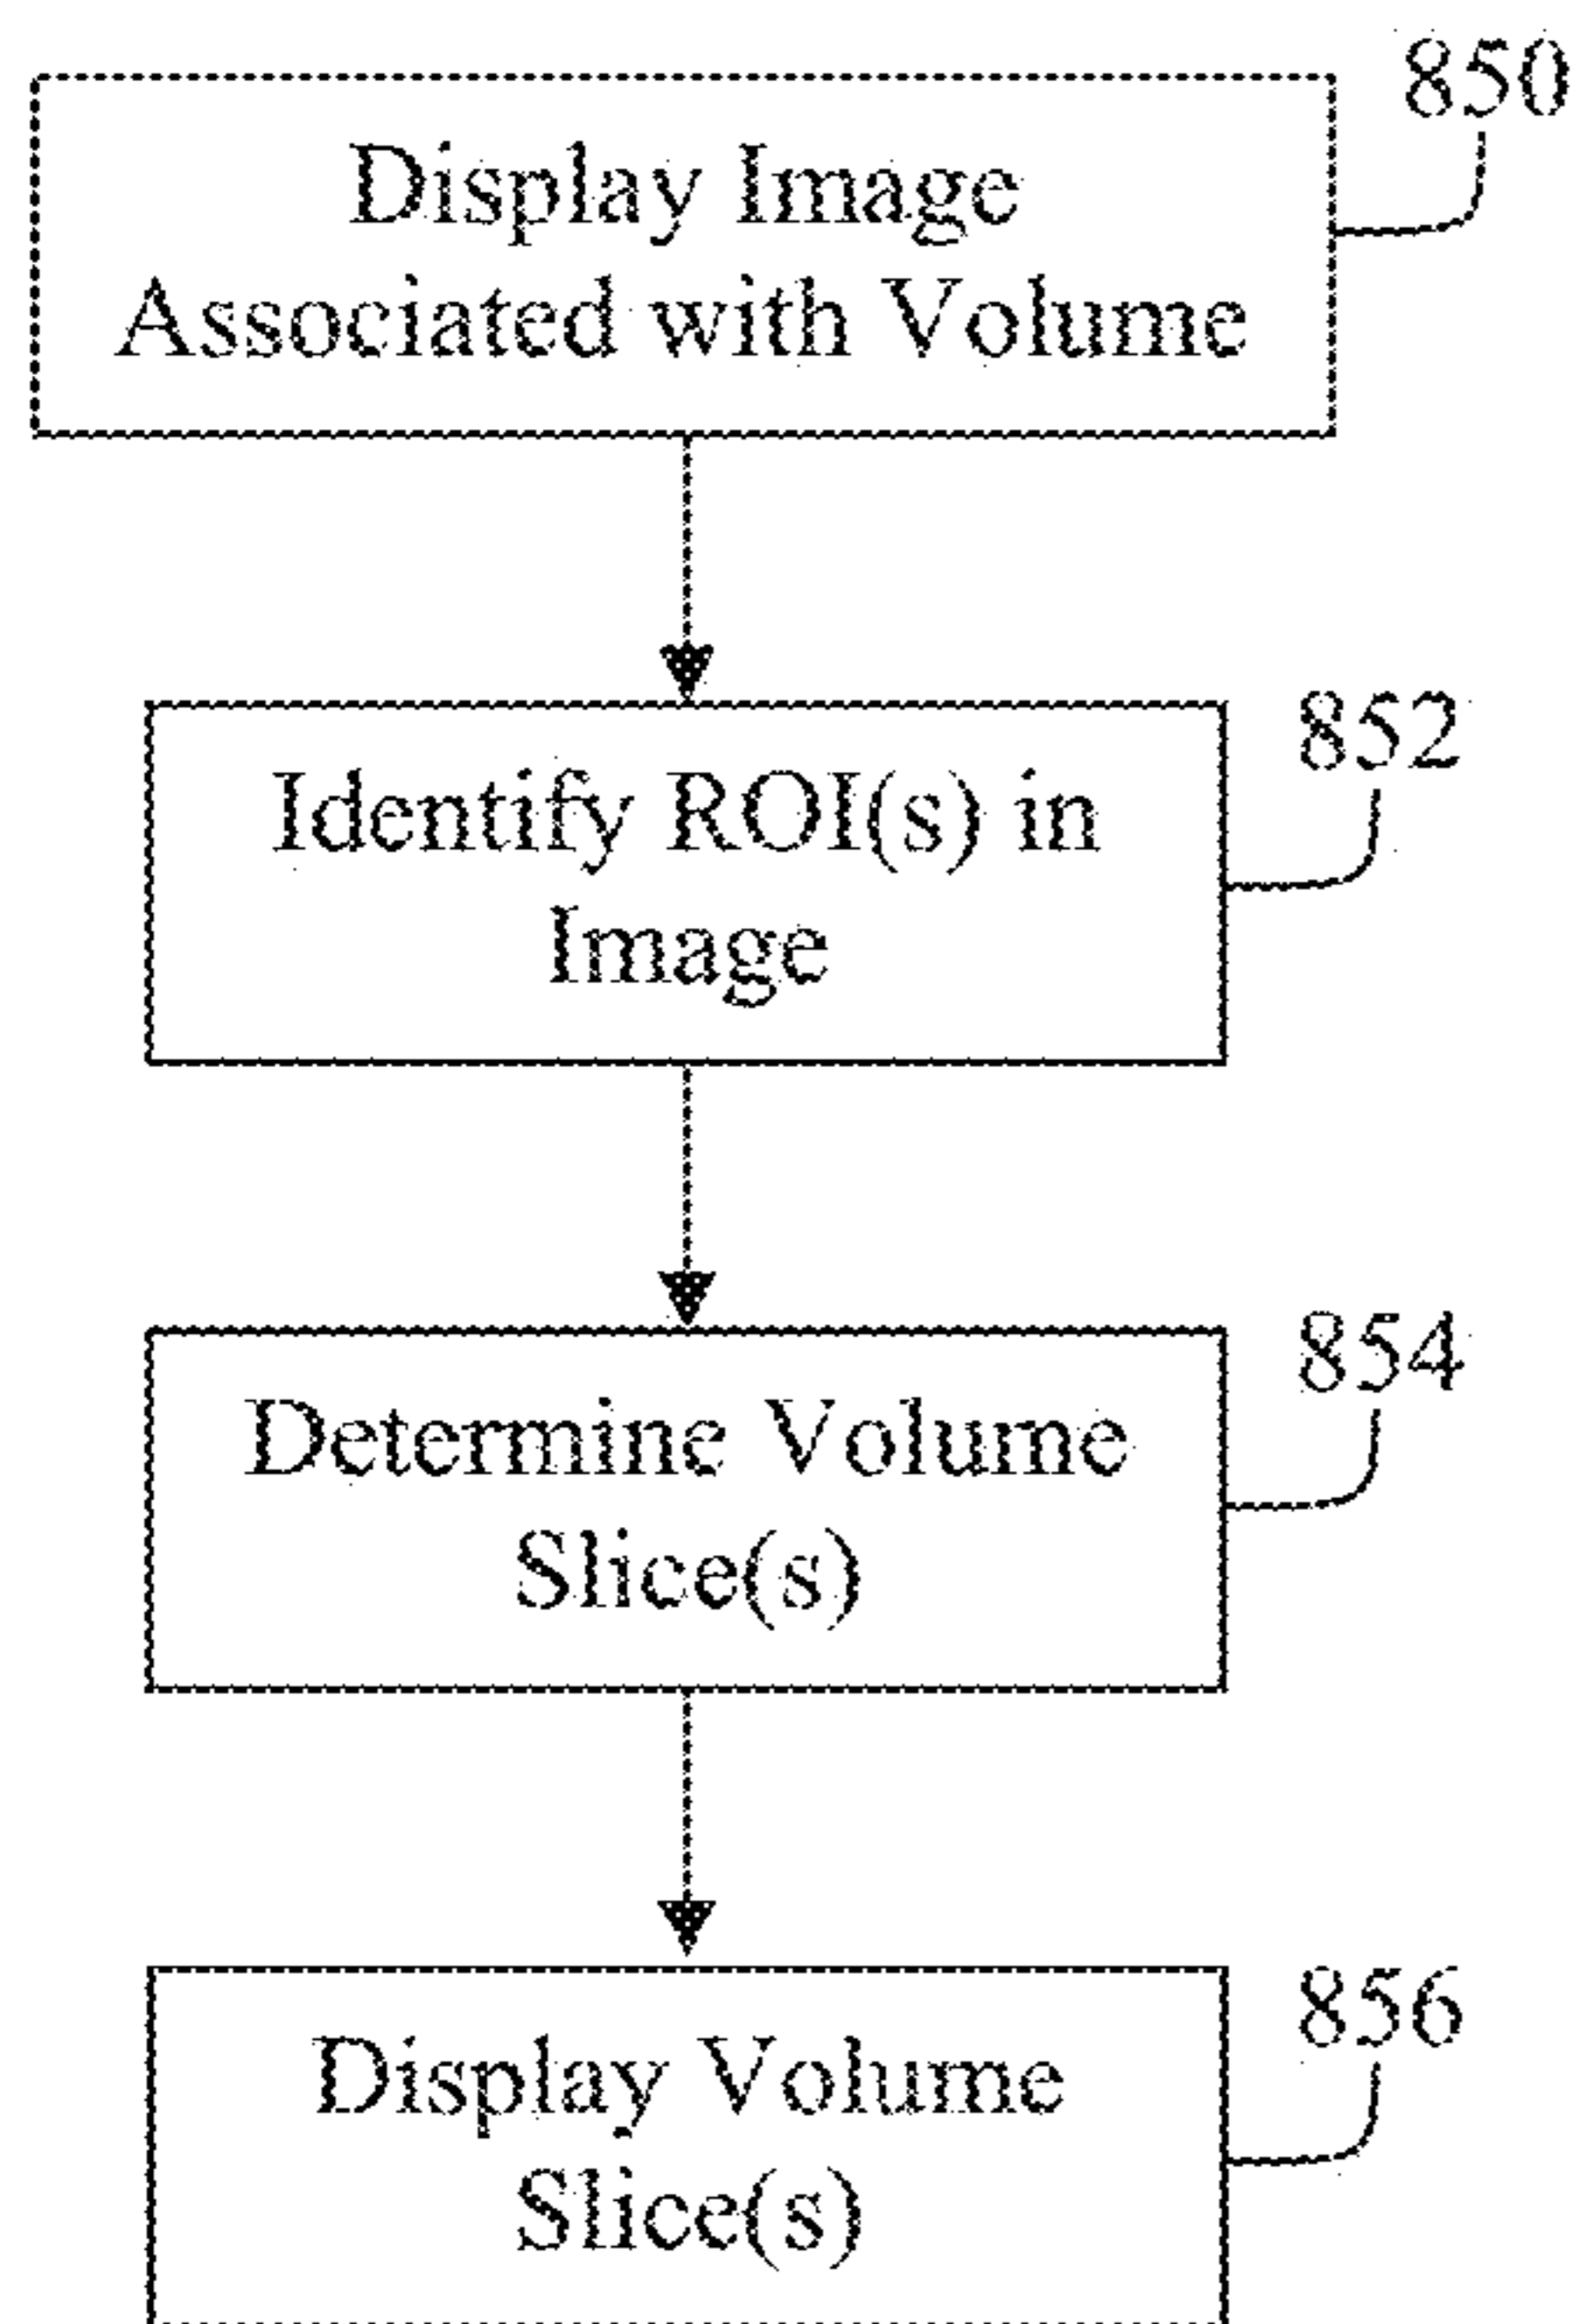 850
Display Image
Associated with Volume
852
Identify ROI(s) in
Image
854
Determine Volume
Slice(s)
856
Display Volume
Slice(s)